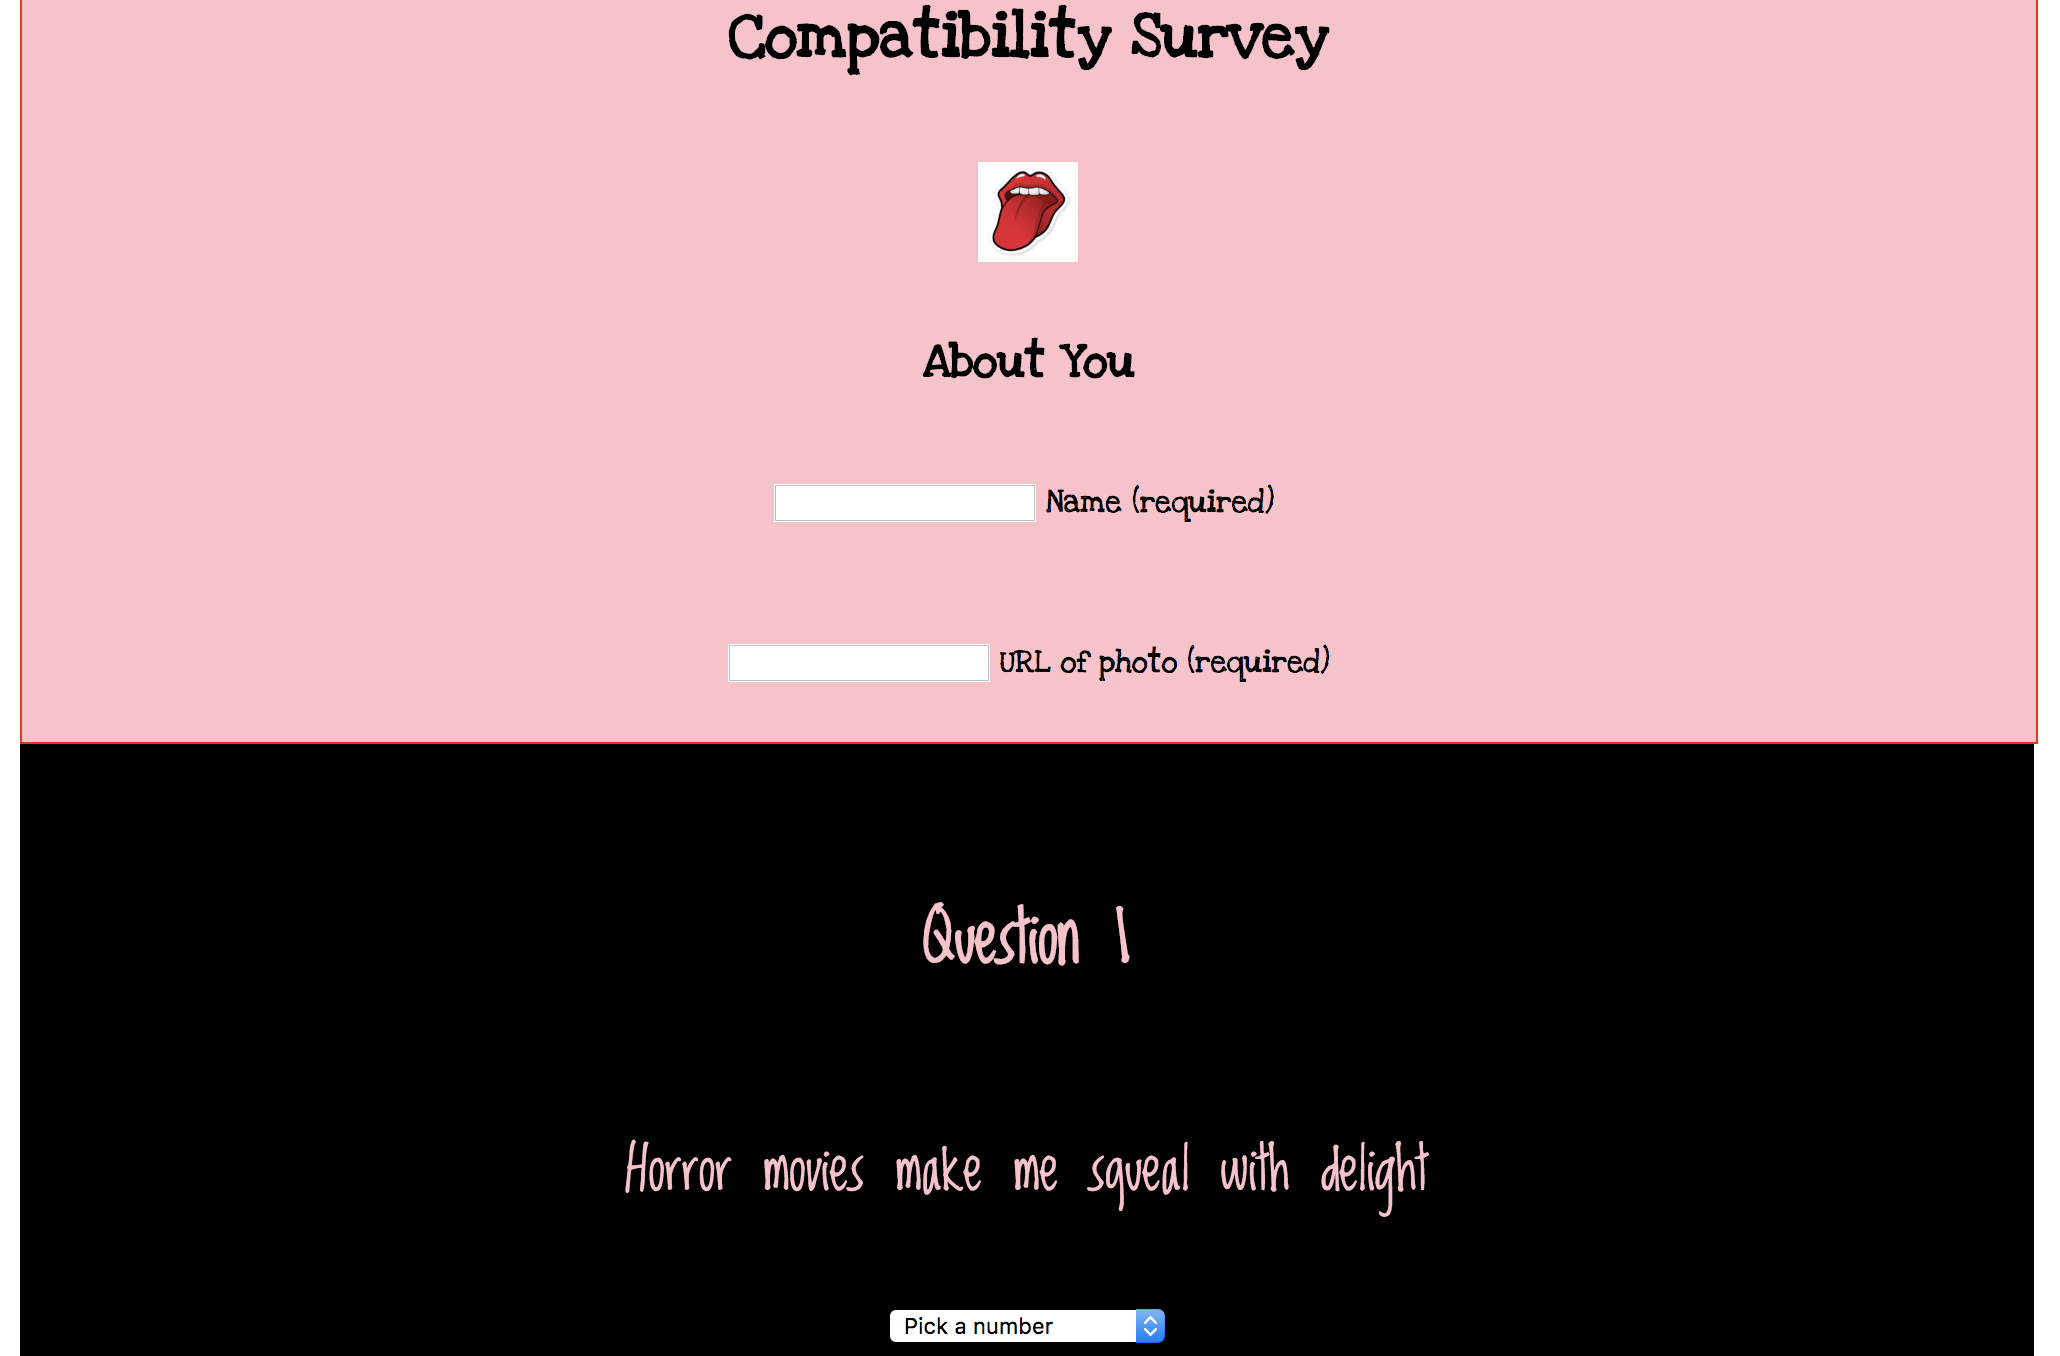 Compatibility Survey
About You
Name (required)
URL of photo (required)
Question 1
Horror movies make me squeal with delight
Pick a number